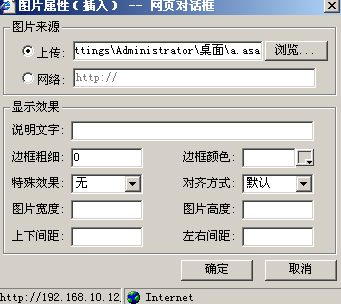 图片属性（插入） -- 网页对话框
图片来源
上传: ttings\Administrator\桌面\a.asa 浏览...
网络: http://
显示效果
说明文字:
边框粗细: 0 边框颜色:
特殊效果: 无 对齐方式: 默认
图片宽度: 图片高度:
上下间距: 左右间距:
确定 取消
http://192.168.10.12, Internet